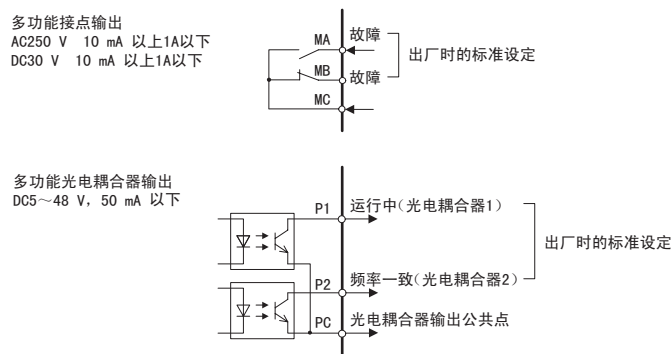 多功能接点输出
AC250 V 10 mA 以上1A以下
DC30 V 10 mA 以上1A以下
MA 故障
MB 故障
MC
出厂时的标准设定
多功能光电耦合器输出
DC5～48 V，50 mA 以下
P1 运行中(光电耦合器1)
出厂时的标准设定
P2 频率一致(光电耦合器2)
PC 光电耦合器输出公共点